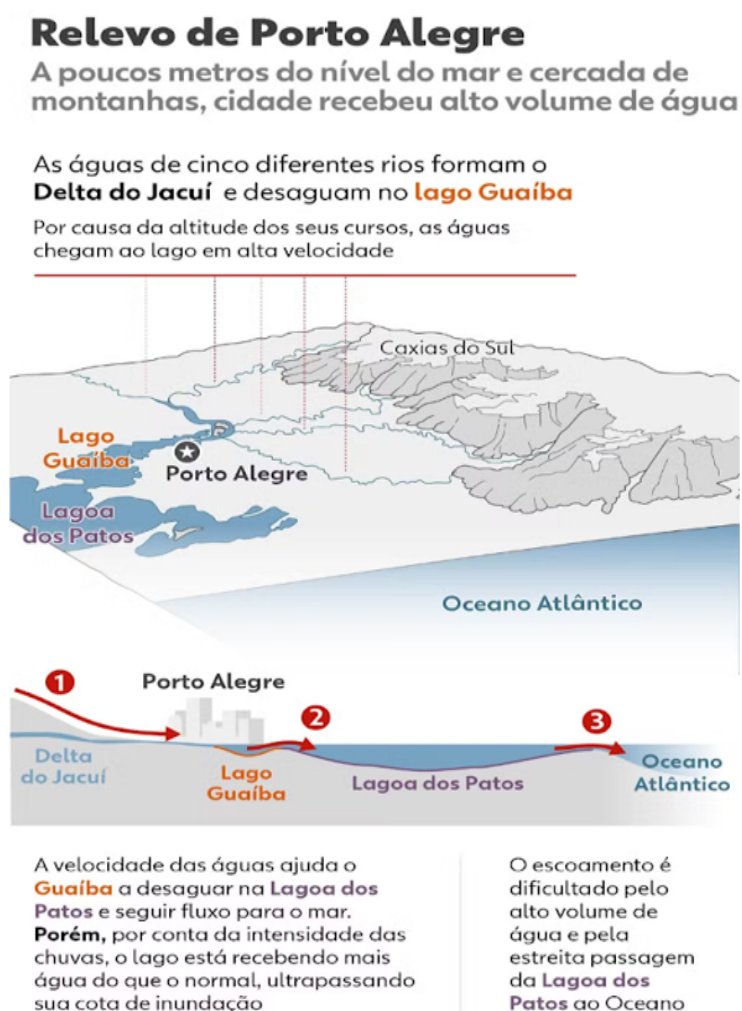 Relevo de Porto Alegre
A poucos metros do nível do mar e cercada de
montanhas, cidade recebeu alto volume de água
As águas de cinco diferentes rios formam o
Delta do Jacuí e desaguam no lago Guaíba
Por causa da altitude dos seus cursos, as águas
chegam ao lago em alta velocidade
Caxias do Sul
Lago
Guaíba
Porto Alegre
Lagoa
dos Patos
Oceano Atlântico
1
Porto Alegre
2
3
Delta
do Jacuí
Lago
Guaíba
Lagoa dos Patos
Oceano
Atlântico
A velocidade das águas ajuda o
Guaíba a desaguar na Lagoa dos
Patos e seguir fluxo para o mar.
Porém, por conta da intensidade das
chuvas, o lago está recebendo mais
água do que o normal, ultrapassando
sua cota de inundação
O escoamento é
dificultado pelo
alto volume de
água e pela
estreita passagem
da Lagoa dos
Patos ao Oceano